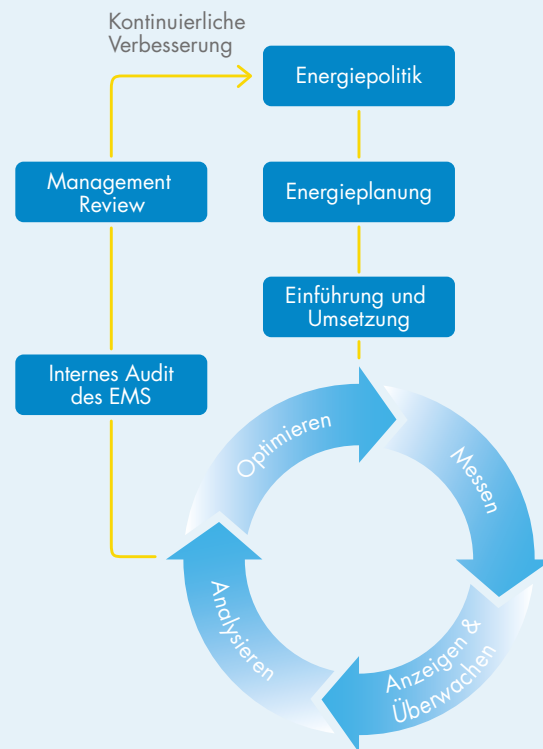 Kontinuierliche
Verbesserung
Energiepolitik
Management
Review
Energieplanung
Einführung und
Umsetzung
Internes Audit
des EMS
Optimieren
Messen
Anzeigen &
Überwachen
Analysieren